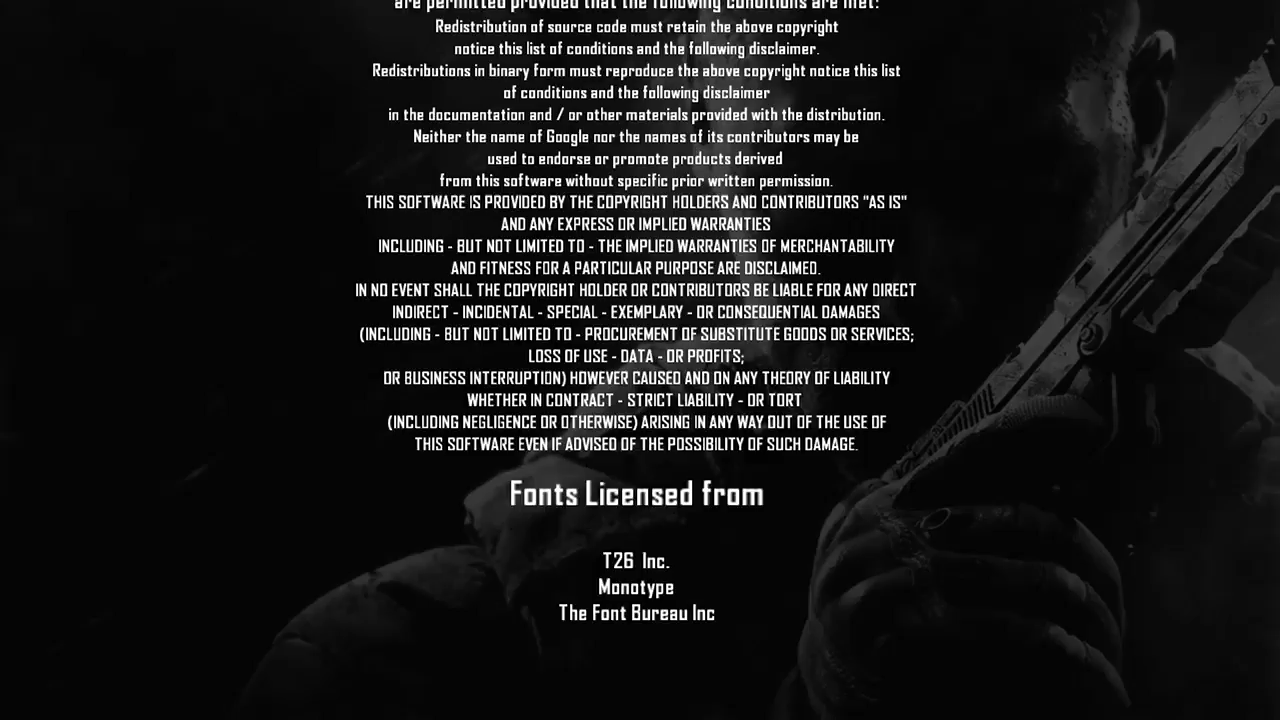 are permitted provided that the following conditions are met:
Redistribution of source code must retain the above copyright
notice this list of conditions and the following disclaimer.
Redistributions in binary form must reproduce the above copyright notice this list
of conditions and the following disclaimer
in the documentation and / or other materials provided with the distribution.
Neither the name of Google nor the names of its contributors may be
used to endorse or promote products derived
from this software without specific prior written permission.
THIS SOFTWARE IS PROVIDED BY THE COPYRIGHT HOLDERS AND CONTRIBUTORS "AS IS"
AND ANY EXPRESS OR IMPLIED WARRANTIES
INCLUDING - BUT NOT LIMITED TO - THE IMPLIED WARRANTIES OF MERCHANTABILITY
AND FITNESS FOR A PARTICULAR PURPOSE ARE DISCLAIMED.
IN NO EVENT SHALL THE COPYRIGHT HOLDER OR CONTRIBUTORS BE LIABLE FOR ANY DIRECT
INDIRECT - INCIDENTAL - SPECIAL - EXEMPLARY - OR CONSEQUENTIAL DAMAGES
(INCLUDING - BUT NOT LIMITED TO - PROCUREMENT OF SUBSTITUTE GOODS OR SERVICES;
LOSS OF USE - DATA - OR PROFITS;
OR BUSINESS INTERRUPTION) HOWEVER CAUSED AND ON ANY THEORY OF LIABILITY
WHETHER IN CONTRACT - STRICT LIABILITY - OR TORT
(INCLUDING NEGLIGENCE OR OTHERWISE) ARISING IN ANY WAY OUT OF THE USE OF
THIS SOFTWARE EVEN IF ADVISED OF THE POSSIBILITY OF SUCH DAMAGE.
Fonts Licensed from
T26 Inc.
Monotype
The Font Bureau Inc